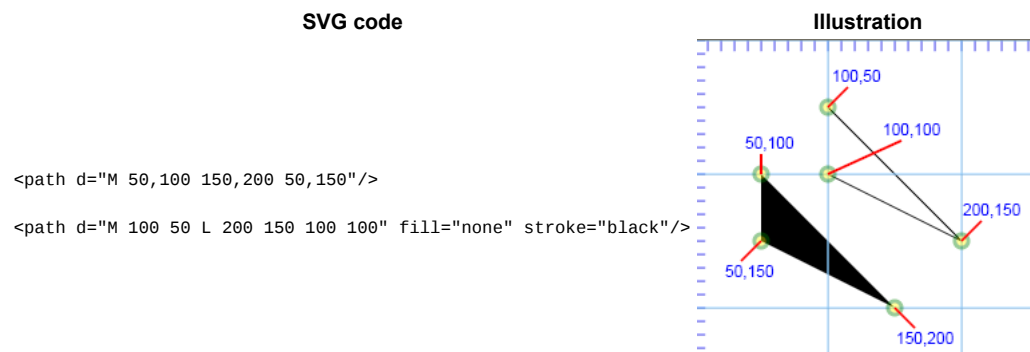 SVG code
Illustration
<path d="M 50,100 150,200 50,150"/>
<path d="M 100 50 L 200 150 100 100" fill="none" stroke="black"/>
100,50
100,100
50,100
200,150
50,150
150,200